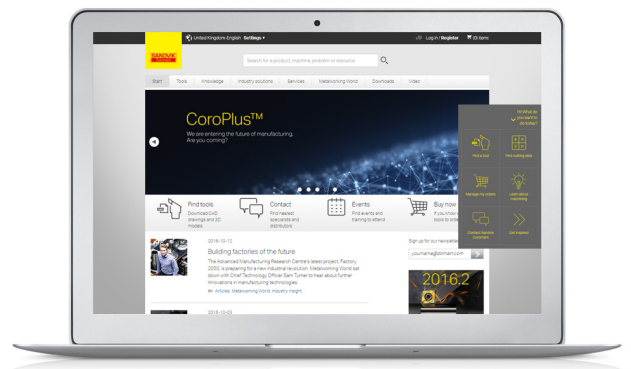 United Kingdom-English Settings
Log in / Register
(0) items
SANDVIK
Search for a product, machine, problem or resource
Start Tools Knowledge Industry solutions Services Metalworking World Downloads Video
CoroPlus™
We are entering the future of manufacturing.
Are you coming?
Hi! What do
you want to
do today?
Find a tool
Find cutting data
Manage my orders
Learn about
machining
Contact Service
Get inspired
Find tools
Download CAD
drawings and 3D
models
Contact
Find nearest
specialists and
distributors
Events
Find events and
training to attend
Buy now
If you know
tools to order
2016-10-12
Building factories of the future
The Advanced Manufacturing Research Centre's latest project, Factory
2050, is preparing for a new industrial revolution. Metalworking World sat
down with Chief Technology Officer Sam Turner to hear about further
innovations in manufacturing technologies.
Articles, Metalworking World, Industry insight
Sign up for our newsletter
yourname@domain.com
2016.2
2016-10-03